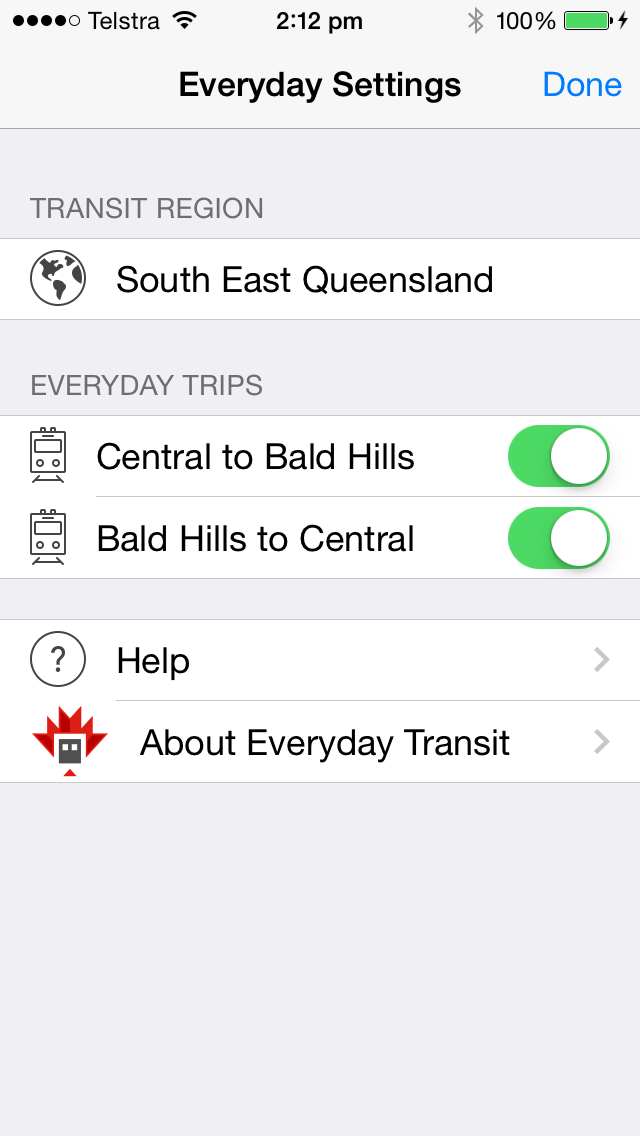 Telstra 2:12 pm 100%
Everyday Settings Done
TRANSIT REGION
South East Queensland
EVERYDAY TRIPS
Central to Bald Hills
Bald Hills to Central
? Help
About Everyday Transit